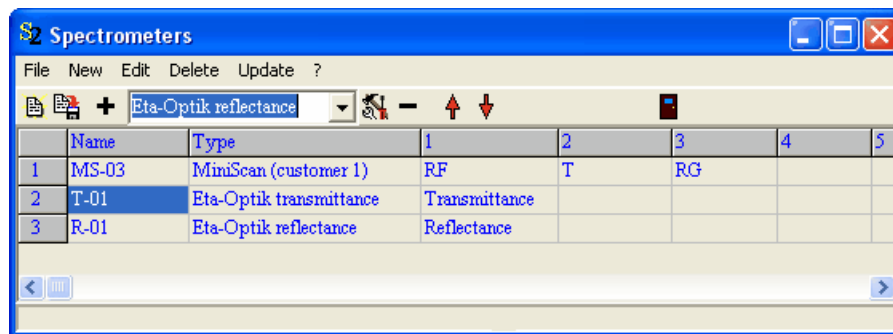 S2 Spectrometers
File New Edit Delete Update ?
Eta-Optik reflectance
Name Type 1 2 3 4 5
1 MS-03 MiniScan (customer 1) RF T RG
2 T-01 Eta-Optik transmittance Transmittance
3 R-01 Eta-Optik reflectance Reflectance